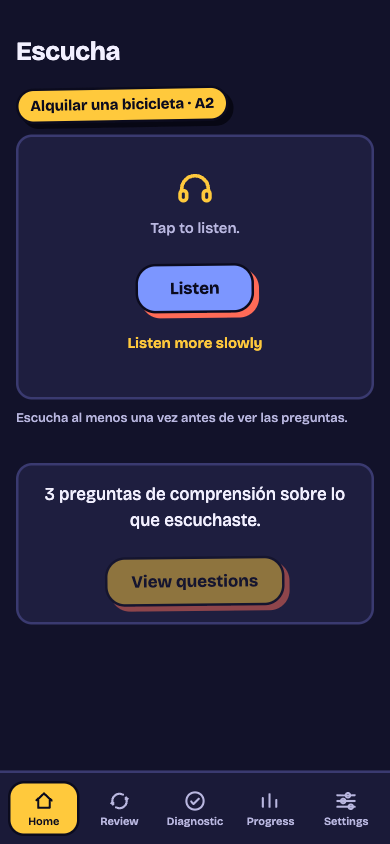 Escucha
Alquilar una bicicleta · A2
Tap to listen.
Listen
Listen more slowly
Escucha al menos una vez antes de ver las preguntas.
3 preguntas de comprensión sobre lo
que escuchaste.
View questions
Home
Review
Diagnostic
Progress
Settings